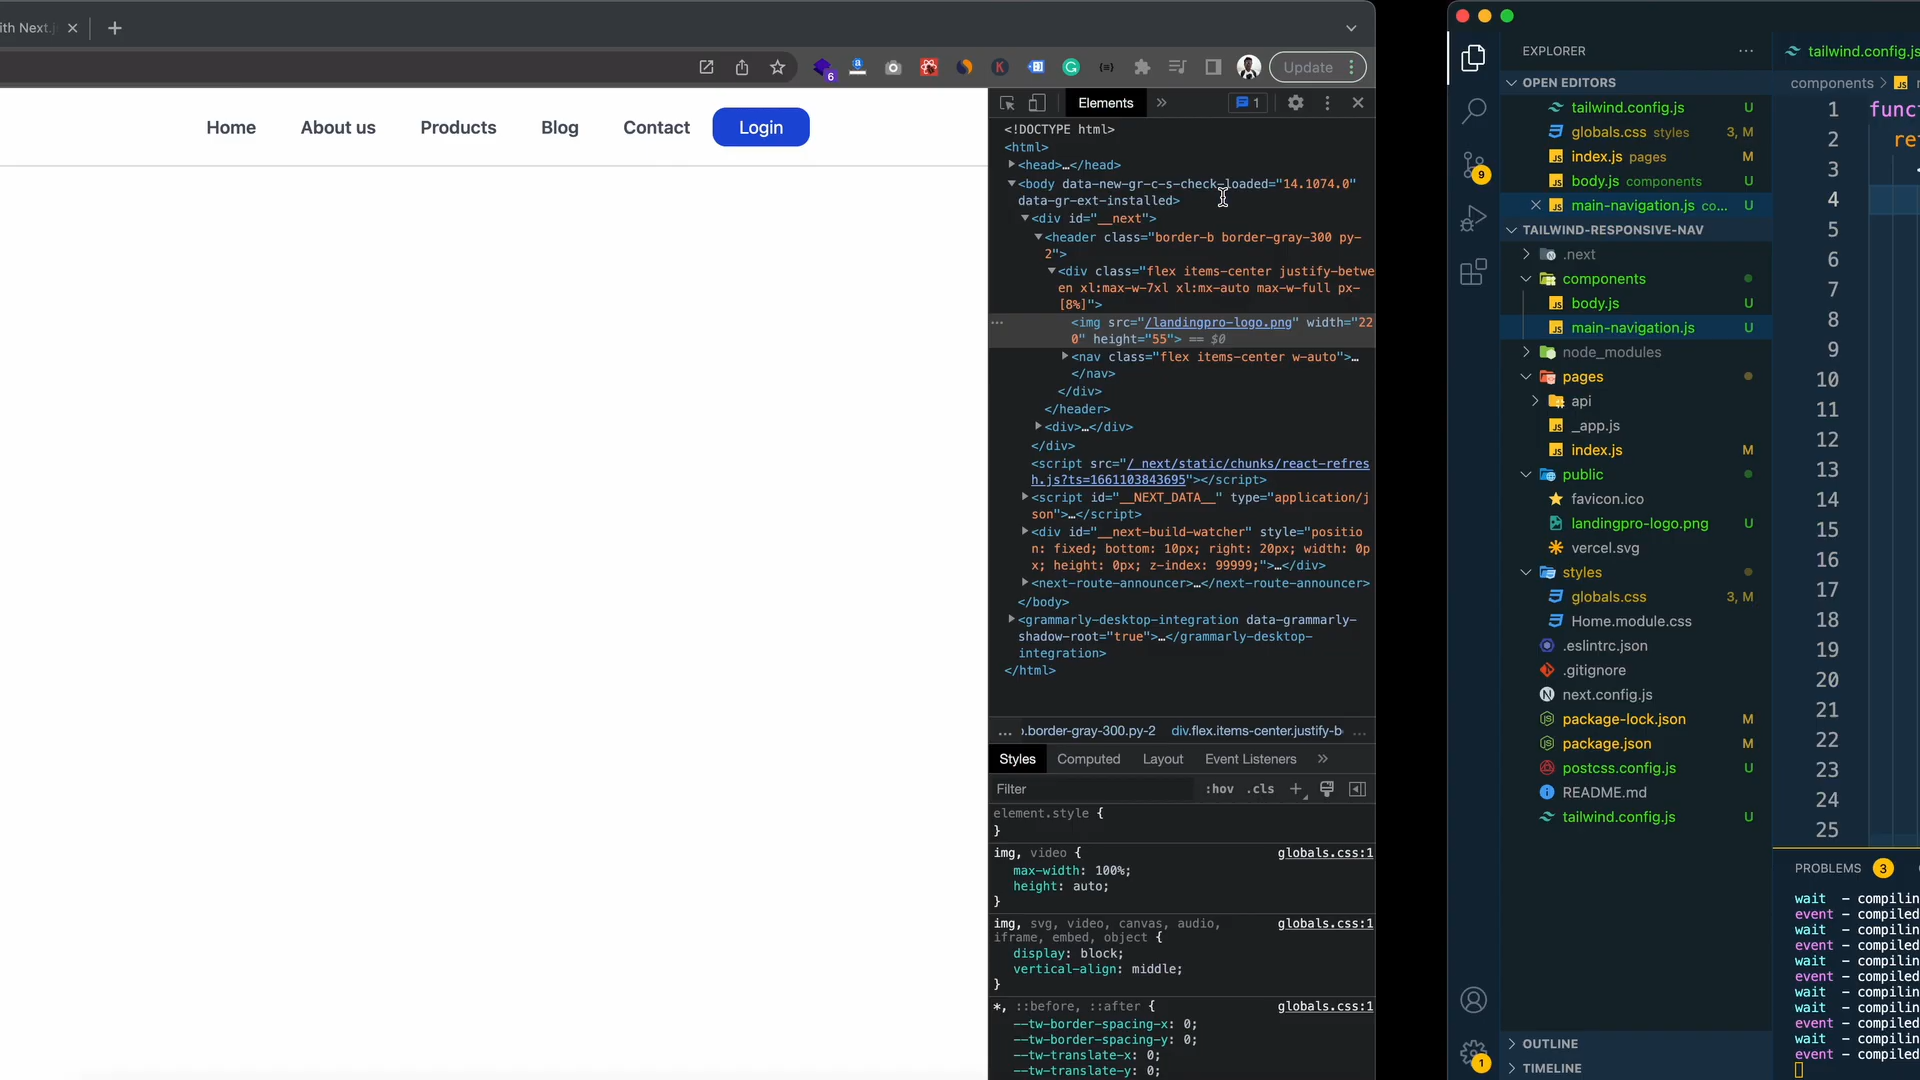 ith Next.j
Update
6
Home About us Products Blog Contact Login
Elements
1
<!DOCTYPE html>
<html>
<head>…</head>
<body data-new-gr-c-s-check-loaded="14.1074.0"
data-gr-ext-installed>
<div id="__next">
<header class="border-b border-gray-300 py-
2">
<div class="flex items-center justify-betwe
en xl:max-w-7xl xl:mx-auto max-w-full px-
[8%]">
<img src="/landingpro-logo.png" width="22
0" height="55"> == $0
<nav class="flex items-center w-auto">…
</nav>
</div>
</header>
<div>…</div>
</div>
<script src="/_next/static/chunks/react-refres
h.js?ts=1661103843695"></script>
<script id="__NEXT_DATA__" type="application/j
son">…</script>
<div id="__next-build-watcher" style="positio
n: fixed; bottom: 10px; right: 20px; width: 0p
x; height: 0px; z-index: 99999;">…</div>
<next-route-announcer>…</next-route-announcer>
</body>
<grammarly-desktop-integration data-grammarly-
shadow-root="true">…</grammarly-desktop-
integration>
</html>
… .border-gray-300.py-2 div.flex.items-center.justify-b …
Styles Computed Layout Event Listeners
Filter :hov .cls
element.style {
}
img, video { globals.css:1
max-width: 100%;
height: auto;
}
img, svg, video, canvas, audio, globals.css:1
iframe, embed, object {
display: block;
vertical-align: middle;
}
*, ::before, ::after { globals.css:1
--tw-border-spacing-x: 0;
--tw-border-spacing-y: 0;
--tw-translate-x: 0;
--tw-translate-y: 0;
EXPLORER
OPEN EDITORS
tailwind.config.js U
globals.css styles 3, M
index.js pages M
body.js components U
main-navigation.js co... U
TAILWIND-RESPONSIVE-NAV
.next
components
body.js U
main-navigation.js U
node_modules
pages
api
_app.js
index.js M
public
favicon.ico
landingpro-logo.png U
vercel.svg
styles
globals.css 3, M
Home.module.css
.eslintrc.json
.gitignore
next.config.js
package-lock.json M
package.json M
postcss.config.js U
README.md
tailwind.config.js U
OUTLINE
TIMELINE
9
1
tailwind.config.js
components > JS
1 func
2 re
3 <
4
5
6
7
8
9
10
11
12
13
14
15
16
17
18
19
20
21
22
23
24
25
PROBLEMS 3
wait - compilin
event - compiled
wait - compilin
event - compiled
wait - compilin
event - compiled
wait - compilin
wait - compilin
event - compiled
wait - compilin
event - compiled